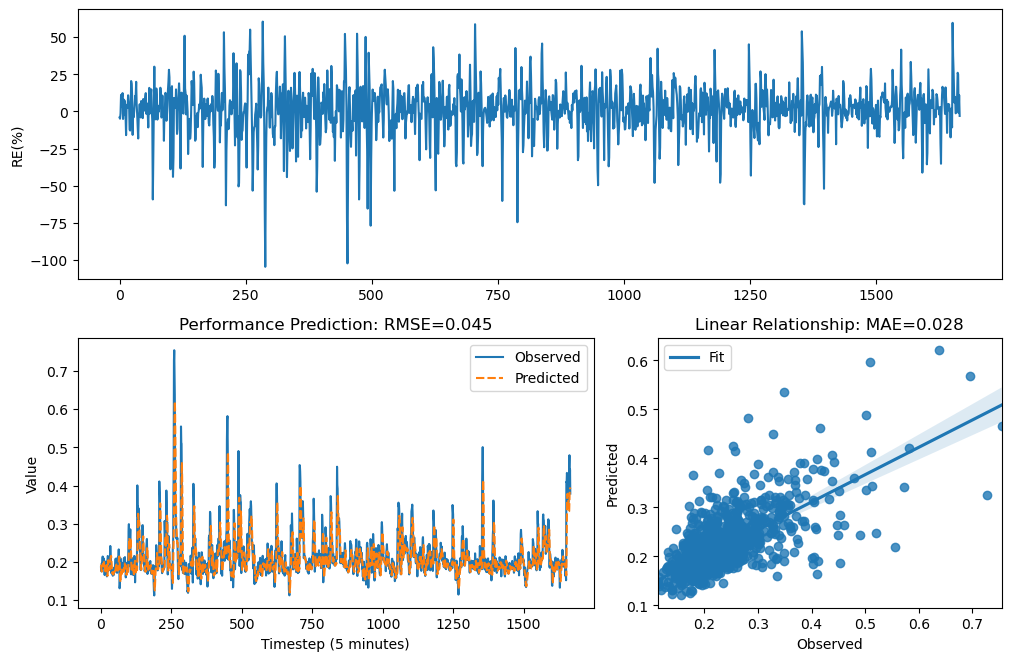 50
25
0
−25
−50
−75
−100
RE(%)
0 250 500 750 1000 1250 1500
Performance Prediction: RMSE=0.045
Observed
Predicted
0.7
0.6
0.5
0.4
0.3
0.2
0.1
Value
0 250 500 750 1000 1250 1500
Timestep (5 minutes)
Linear Relationship: MAE=0.028
Fit
0.6
0.5
0.4
0.3
0.2
0.1
Predicted
0.2 0.3 0.4 0.5 0.6 0.7
Observed